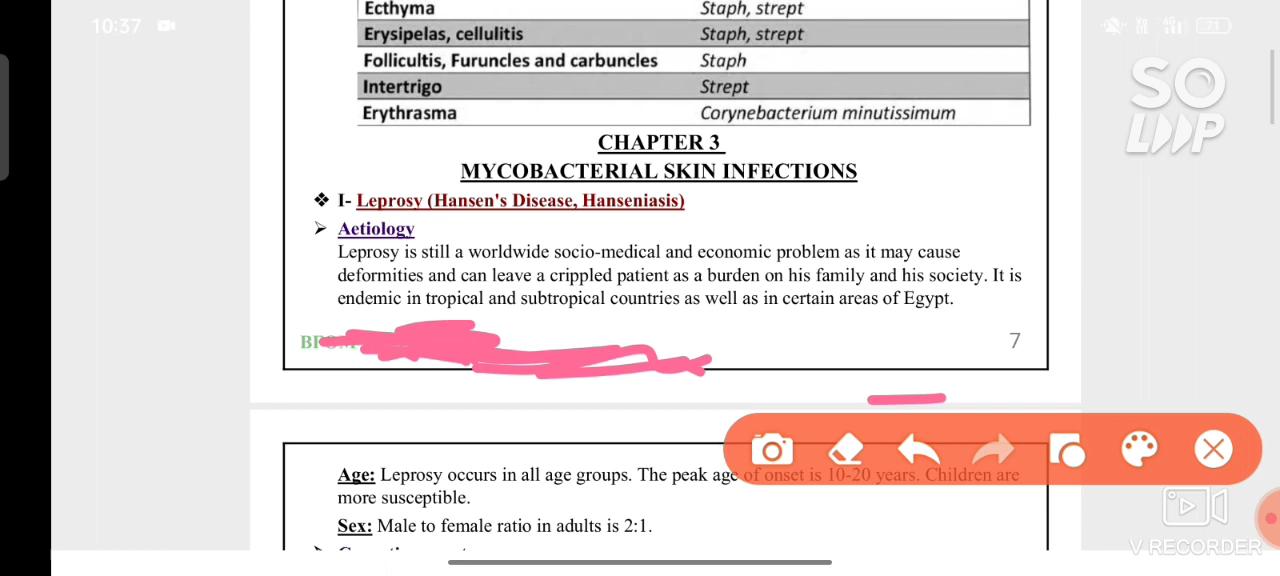 10:37
71
SO
LOOP
Ecthyma Staph, strept
Erysipelas, cellulitis Staph, strept
Follicultis, Furuncles and carbuncles Staph
Intertrigo Strept
Erythrasma Corynebacterium minutissimum
CHAPTER 3
MYCOBACTERIAL SKIN INFECTIONS
❖ I- Leprosy (Hansen's Disease, Hanseniasis)
➢ Aetiology
Leprosy is still a worldwide socio-medical and economic problem as it may cause
deformities and can leave a crippled patient as a burden on his family and his society. It is
endemic in tropical and subtropical countries as well as in certain areas of Egypt.
7
Age: Leprosy occurs in all age groups. The peak age of onset is 10-20 years. Children are
more susceptible.
Sex: Male to female ratio in adults is 2:1.
V RECORDER